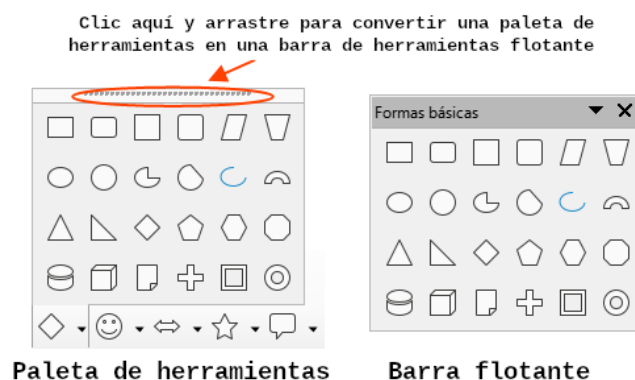 Clic aquí y arrastre para convertir una paleta de
herramientas en una barra de herramientas flotante
Formas básicas
Paleta de herramientas
Barra flotante